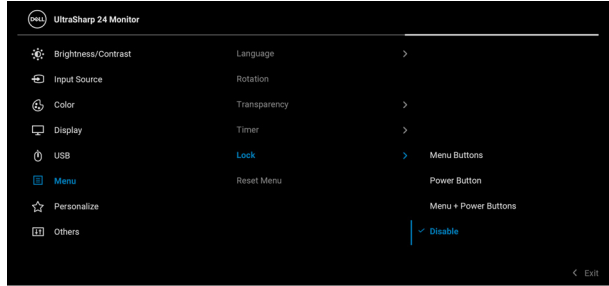 DELL UltraSharp 24 Monitor
Brightness/Contrast Language
Input Source Rotation
Color Transparency
Display Timer
USB Lock Menu Buttons
Menu Reset Menu Power Button
Personalize Menu + Power Buttons
Others Disable
Exit